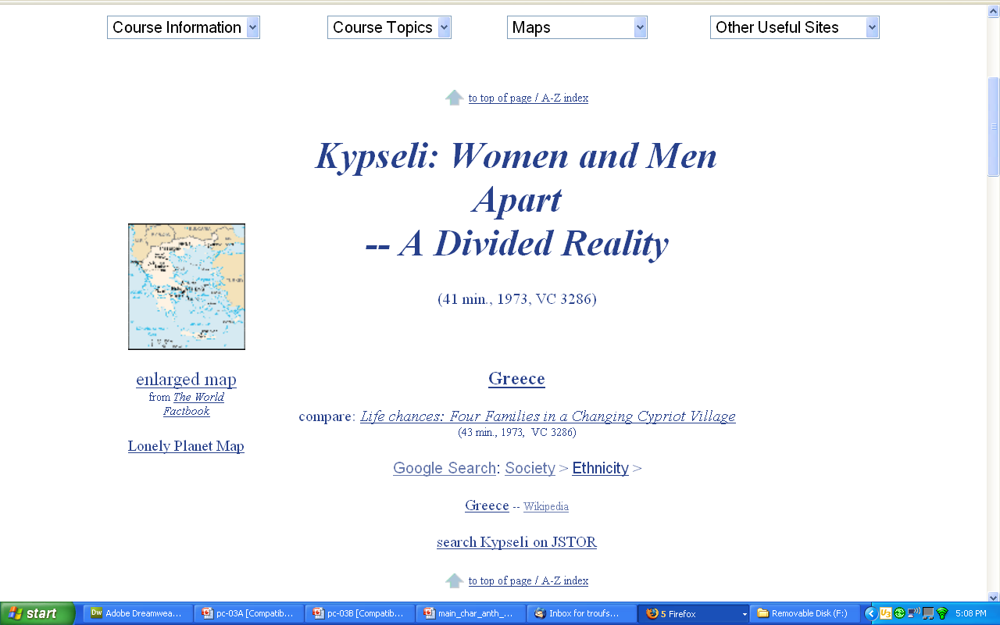 Course Information Course Topics Maps Other Useful Sites
to top of page / A-Z index
Kypseli: Women and Men
Apart
-- A Divided Reality
(41 min., 1973, VC 3286)
enlarged map
from The World
Factbook
Lonely Planet Map
Greece
compare: Life chances: Four Families in a Changing Cypriot Village
(43 min., 1973, VC 3286)
Google Search: Society > Ethnicity >
Greece -- Wikipedia
search Kypseli on JSTOR
to top of page / A-Z index
start Adobe Dreamwea... pc-03A [Compatib... pc-03B [Compatib... main_char_anth_... Inbox for troufs... 5 Firefox Removable Disk (F:) 5:08 PM